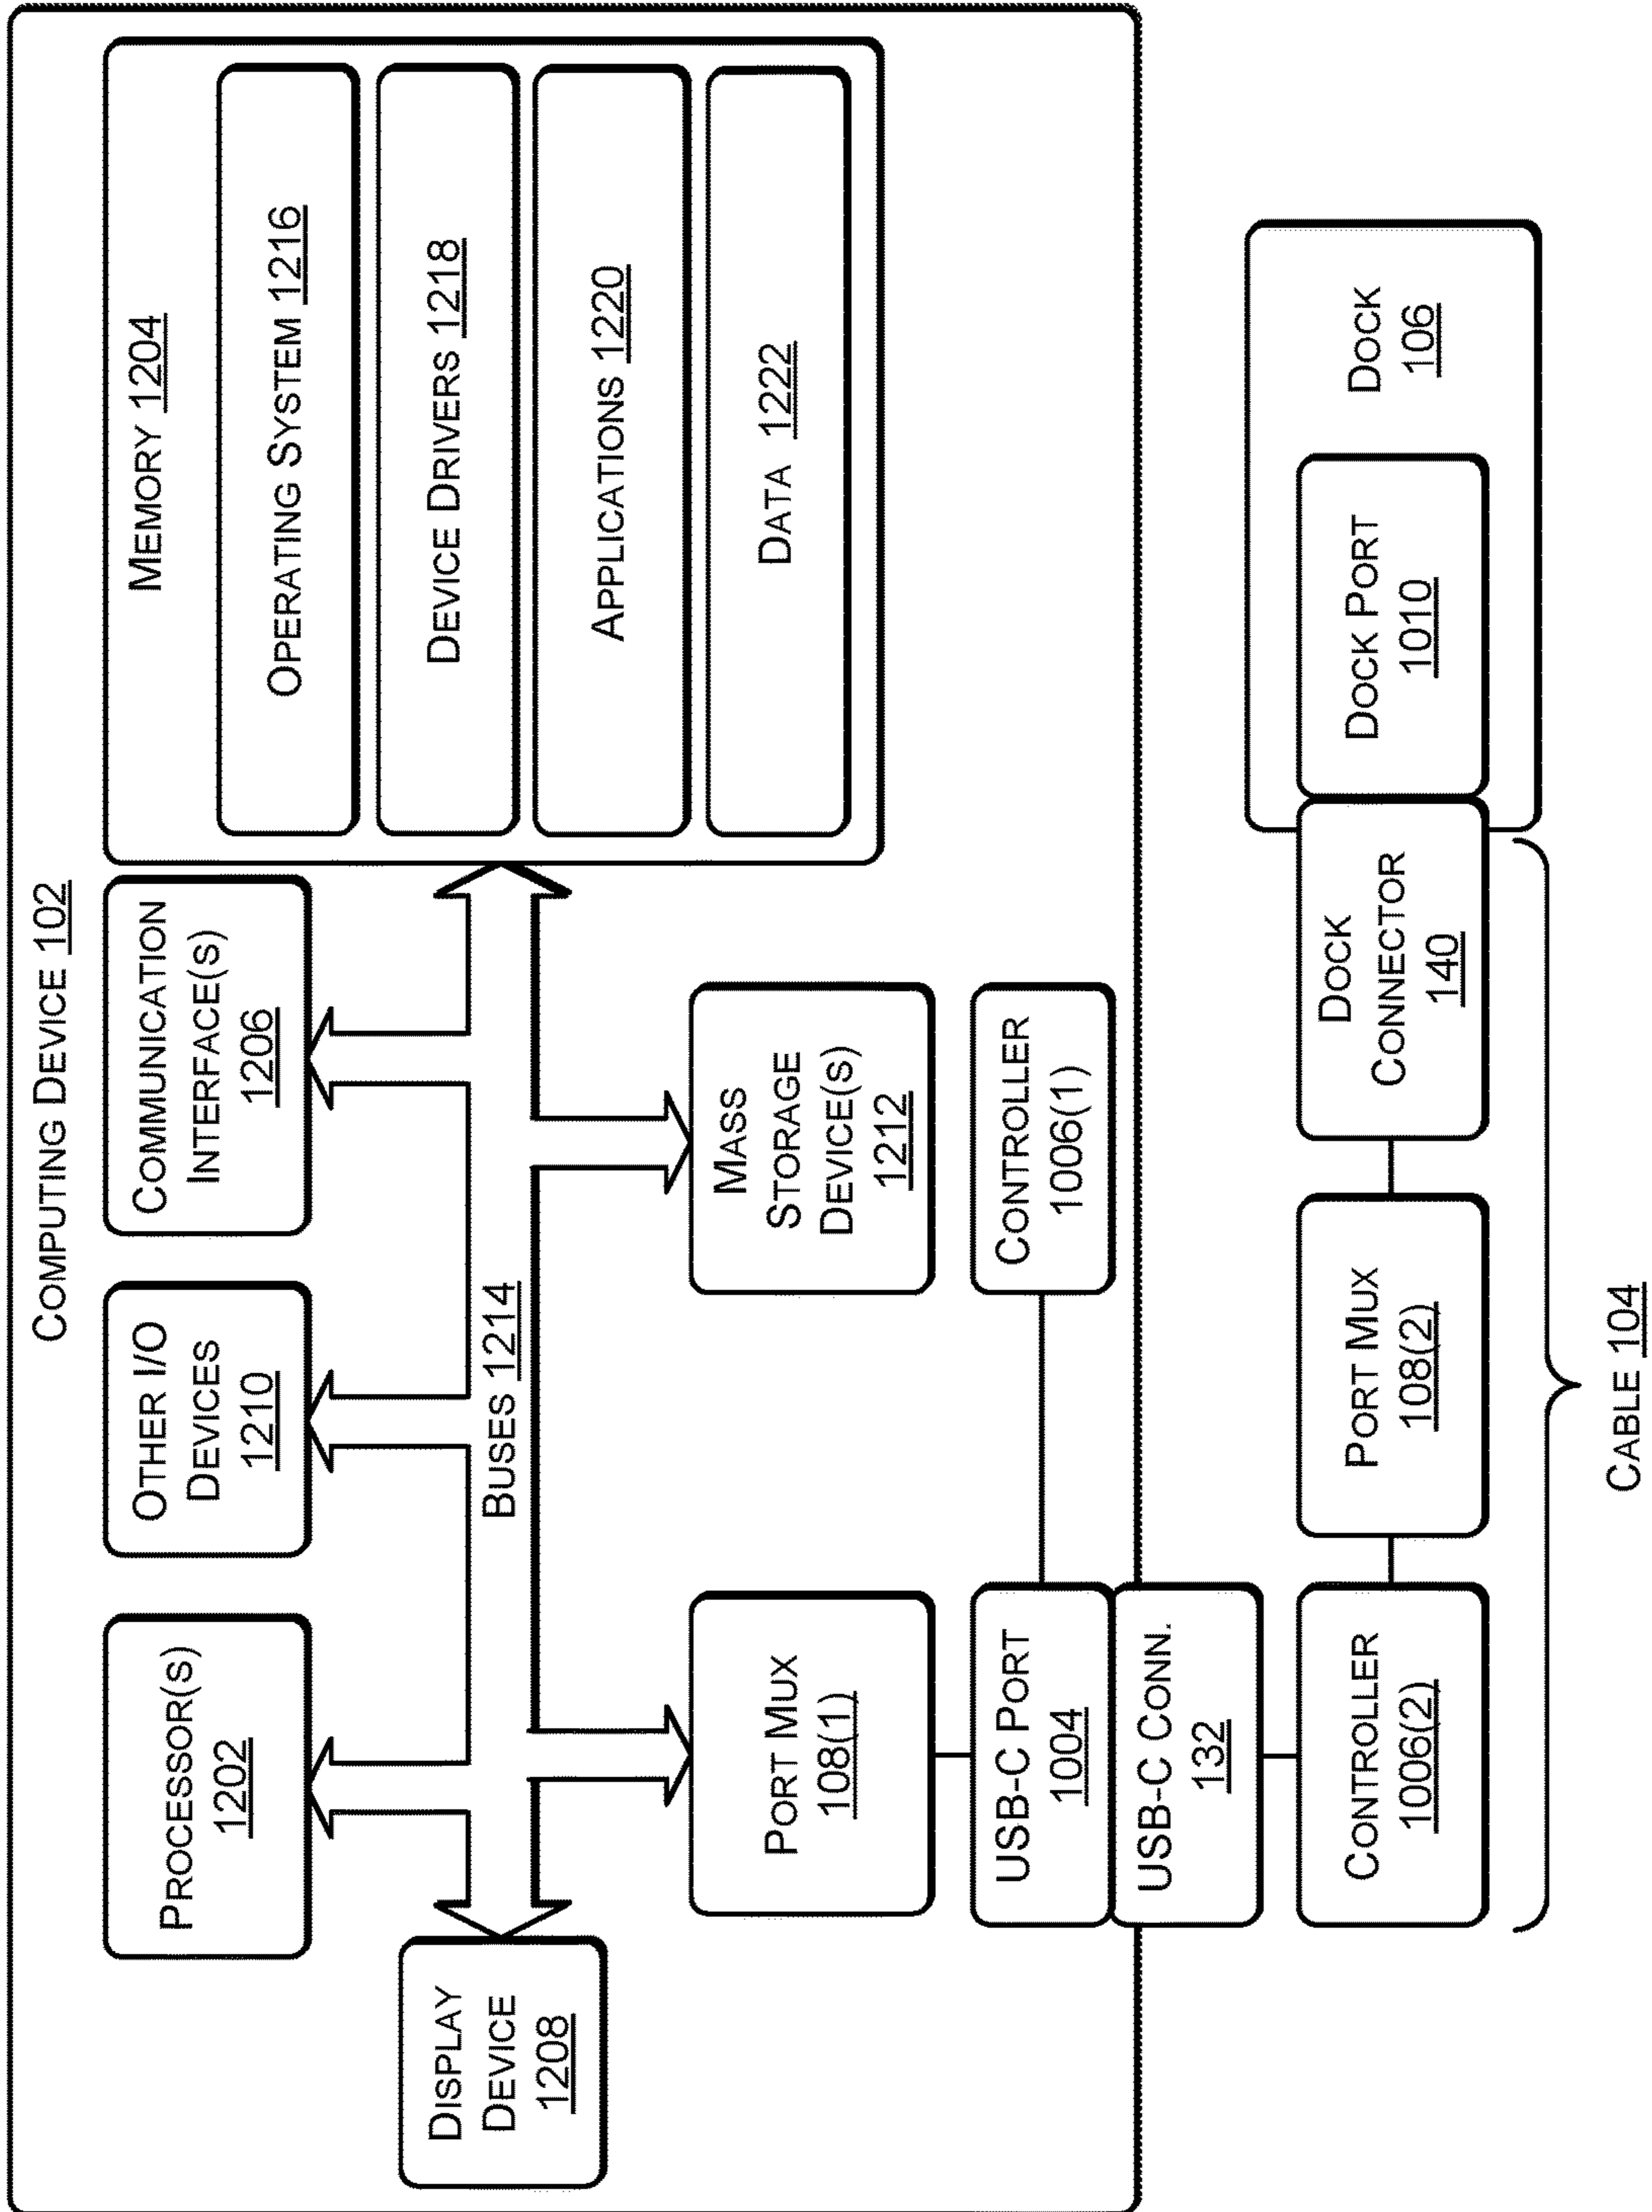 COMPUTING DEVICE 102
PROCESSOR(S)
1202
OTHER I/O
DEVICES
1210
COMMUNICATION
INTERFACE(S)
1206
MEMORY 1204
OPERATING SYSTEM 1216
DEVICE DRIVERS 1218
APPLICATIONS 1220
DATA 1222
DISPLAY
DEVICE
1208
BUSES 1214
PORT MUX
108(1)
MASS
STORAGE
DEVICE(S)
1212
USB-C PORT
1004
CONTROLLER
1006(1)
USB-C CONN.
132
CONTROLLER
1006(2)
PORT MUX
108(2)
DOCK
CONNECTOR
140
DOCK PORT
1010
DOCK
106
CABLE 104